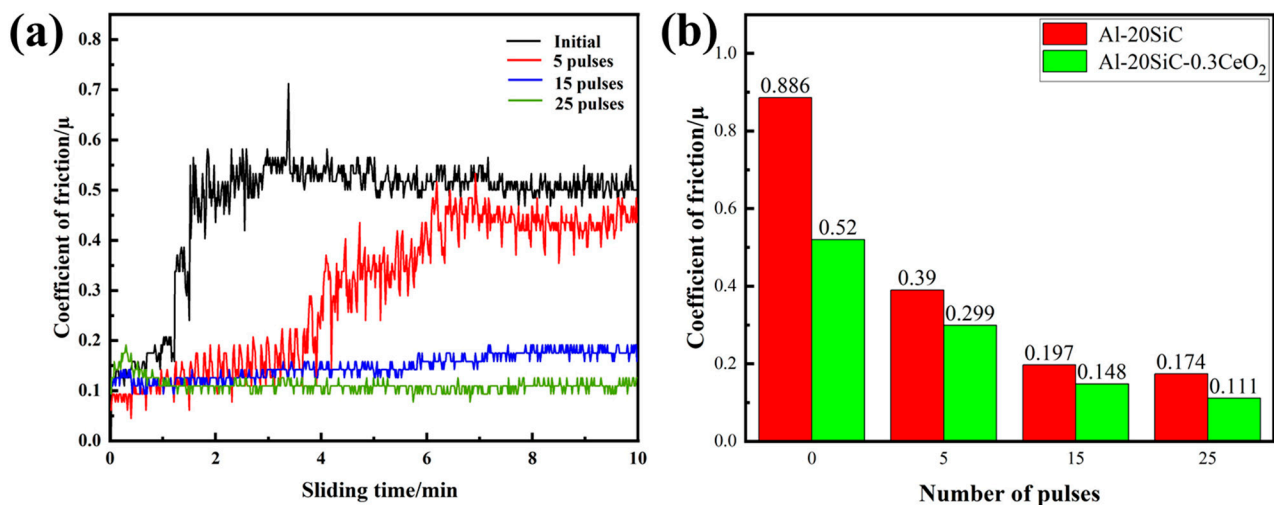 (a)
Coefficient of friction/μ
0.8
0.7
0.6
0.5
0.4
0.3
0.2
0.1
0.0
Initial
5 pulses
15 pulses
25 pulses
0 2 4 6 8 10
Sliding time/min
(b)
Coefficient of friction/μ
1.0
0.8
0.6
0.4
0.2
0.0
Al-20SiC
Al-20SiC-0.3CeO₂
0.886
0.52
0.39
0.299
0.197
0.148
0.174
0.111
0 5 15 25
Number of pulses